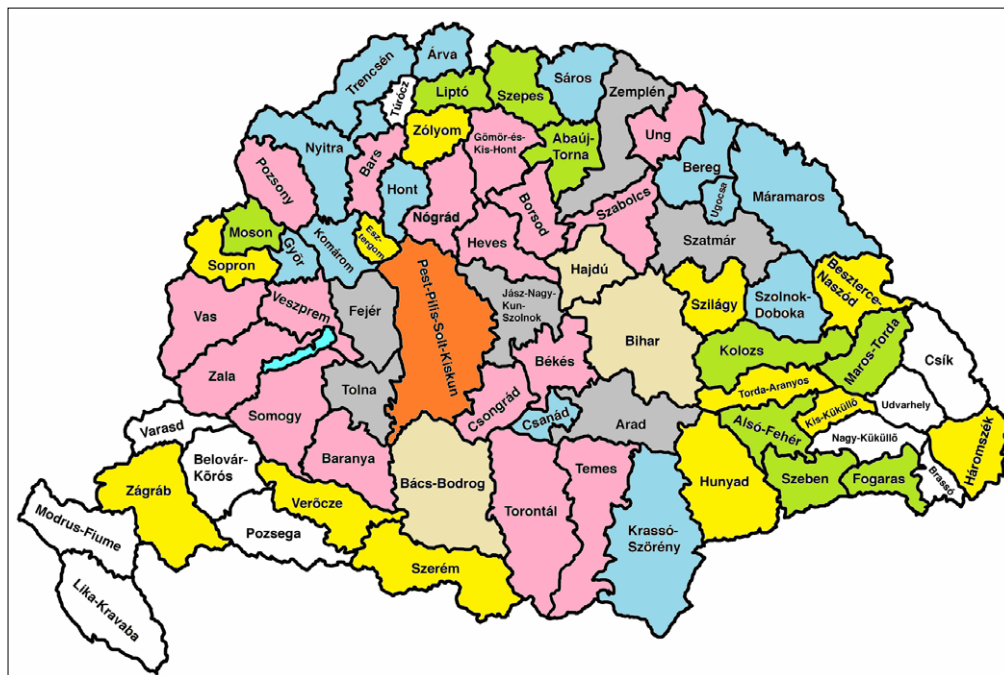 Árva
Trencsén
Sáros
Túrócz
Liptó
Szepes
Zemplén
Zólyom
Ung
Nyitra
Gömör-és-
Kis-Hont
Abaúj-
Torna
Pozsony
Bars
Bereg
Hont
Ugocsa
Máramaros
Borsod
Szabolcs
Nógrád
Moson
Győr
Komárom
Esz-
tergom
Heves
Szatmár
Sopron
Hajdú
Pest-Pilis-Solt-Kiskun
Besztercze-
Naszód
Vas
Veszprem
Fejér
Jász-Nagy-
Kun-
Szolnok
Szilágy
Szolnok-
Doboka
Bihar
Kolozs
Maros-Torda
Csík
Zala
Békés
Tolna
Torda-Aranyos
Somogy
Csongrád
Csanád
Arad
Kis-Küküllő
Udvarhely
Varasd
Alsó-Fehér
Nagy-Küküllő
Háromszék
Belovár-
Kőrós
Baranya
Temes
Hunyad
Szeben
Fogaras
Brassó
Zágráb
Verőcze
Bács-Bodrog
Torontál
Modrus-Fiume
Pozsega
Krassó-
Szörény
Szerém
Lika-Kravaba